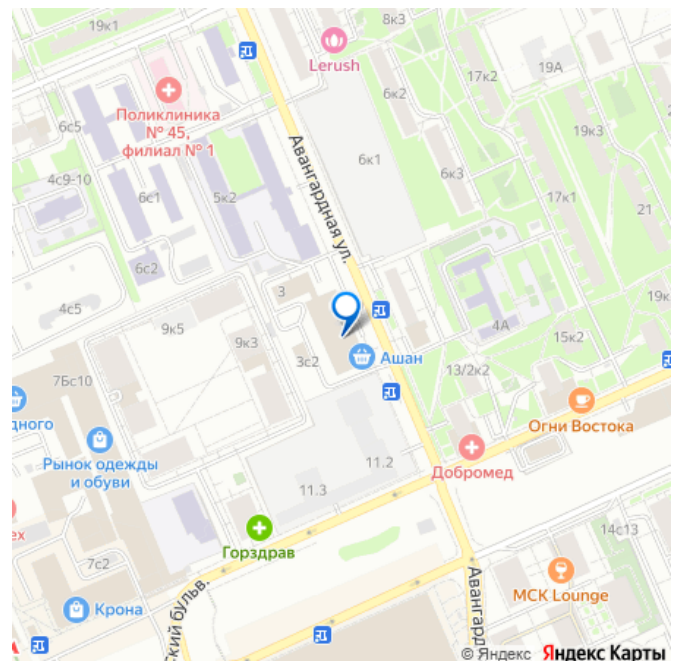 19к1
8к3
Lerush
17к2
19А
Поликлиника
№ 45,
филиал № 1
6к2
19к3
6с5
Авангардная ул.
6к1
4с9-10
6с1
5к2
6к3
17к1
21
6с2
3
19к
4с5
9к5
4А
15к2
9к3
3с2
Ашан
13/2к2
7Бс10
дного
Огни Востока
Рынок одежды
и обуви
11.2
Добромед
11.3
ех
14с13
Горздрав
7с2
MCK Lounge
Крона
ский бульв.
Авангард
© Яндекс Яндекс Карты